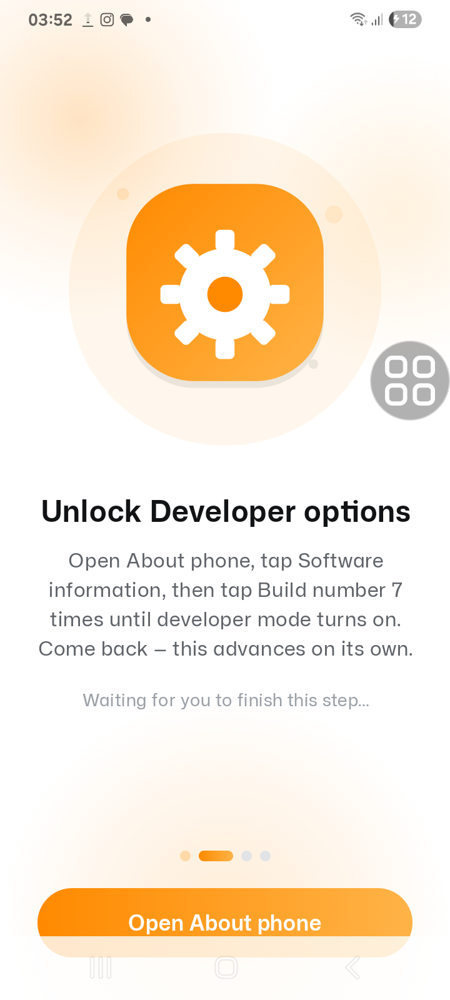 03:52
12
Unlock Developer options
Open About phone, tap Software
information, then tap Build number 7
times until developer mode turns on.
Come back – this advances on its own.
Waiting for you to finish this step...
Open About phone